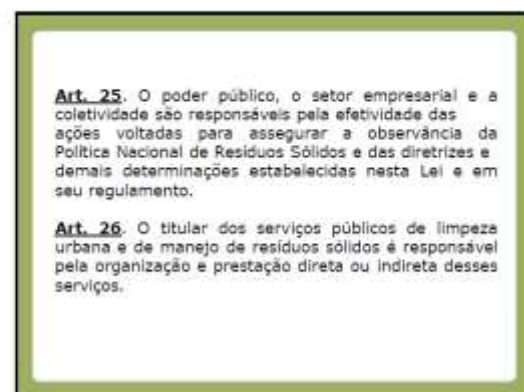 Art. 25. O poder público, o setor empresarial e a
coletividade são responsáveis pela efetividade das
ações voltadas para assegurar a observância da
Política Nacional de Resíduos Sólidos e das diretrizes e
demais determinações estabelecidas nesta Lei e em
seu regulamento.
Art. 26. O titular dos serviços públicos de limpeza
urbana e de manejo de resíduos sólidos é responsável
pela organização e prestação direta ou indireta desses
serviços.